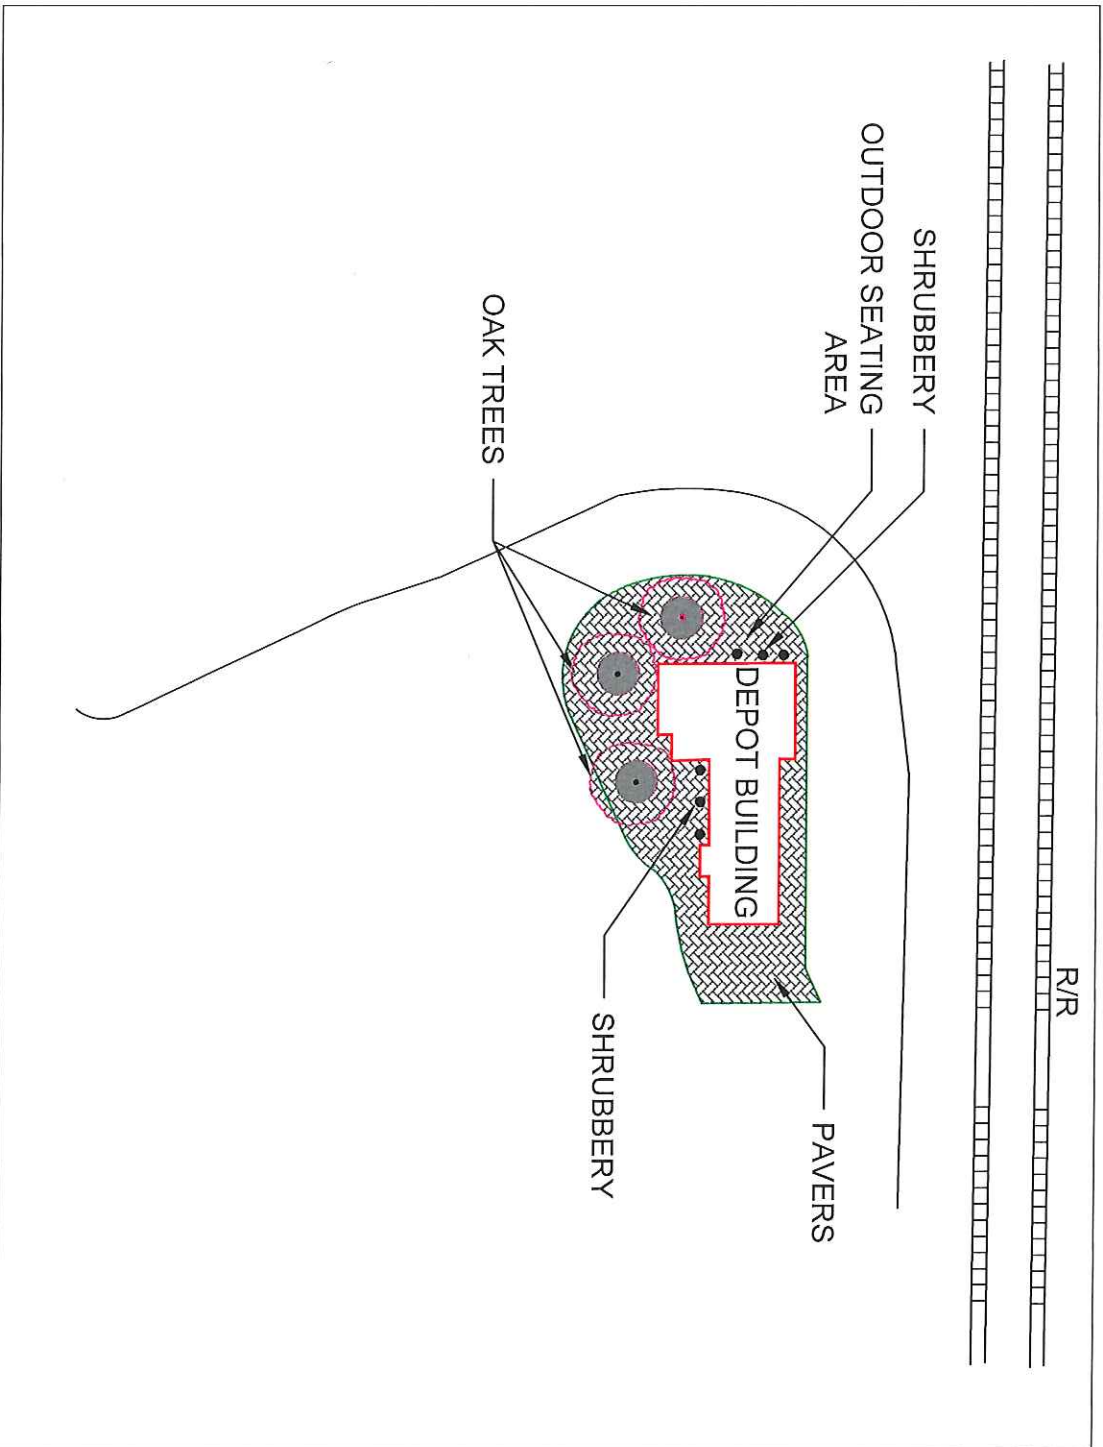 R/R
SHRUBBERY
OUTDOOR SEATING
AREA
PAVERS
DEPOT BUILDING
SHRUBBERY
OAK TREES